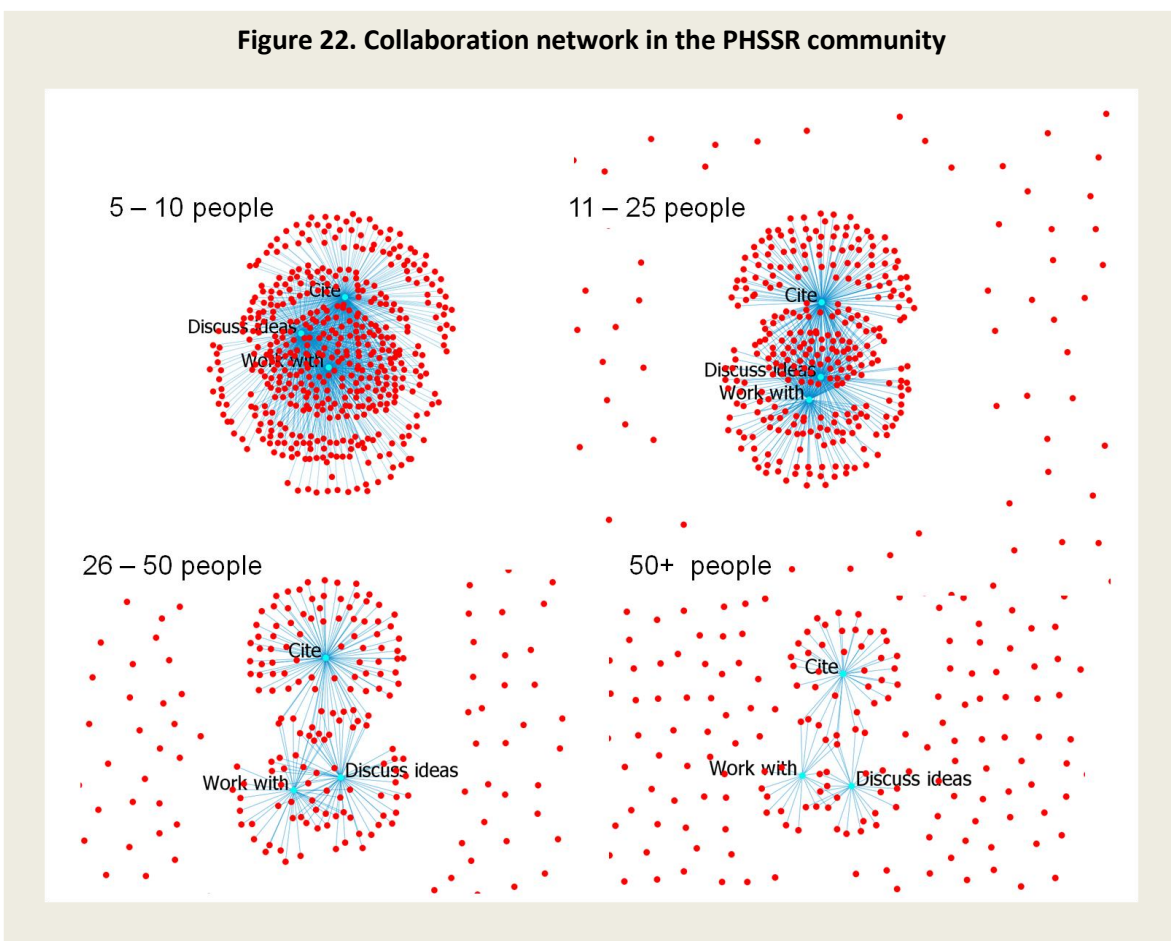 Figure 22. Collaboration network in the PHSSR community
5 – 10 people
Cite
Discuss ideas
Work with
11 – 25 people
Cite
Discuss ideas
Work with
26 – 50 people
Cite
Work with
Discuss ideas
50+ people
Cite
Work with
Discuss ideas